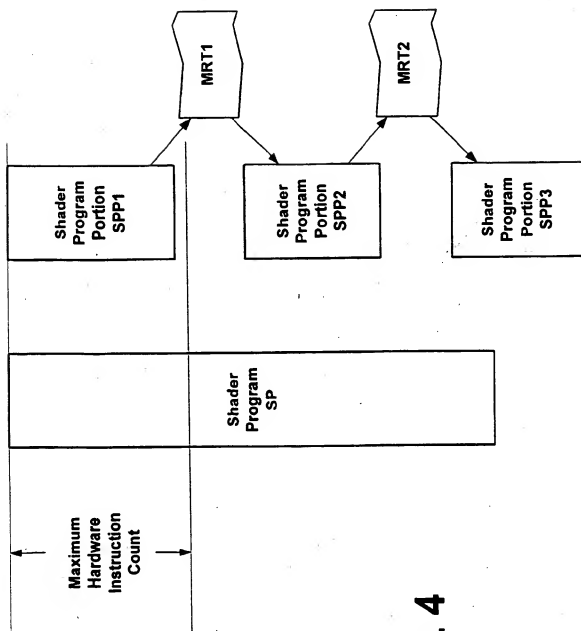 Maximum
Hardware
Instruction
Count
Shader
Program
SP
Shader
Program
Portion
SPP1
MRT1
Shader
Program
Portion
SPP2
MRT2
Shader
Program
Portion
SPP3
. 4